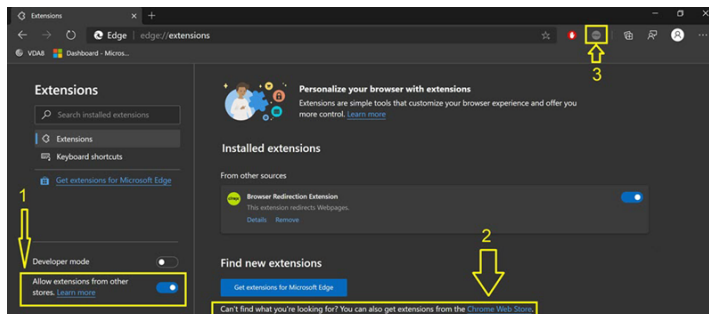 Extensions
Edge | edge://extensions
VDA8
Dashboard - Micros...
3
Extensions
Search installed extensions
Extensions
Keyboard shortcuts
Get extensions for Microsoft Edge
1
Developer mode
Allow extensions from other
stores. Learn more
Personalize your browser with extensions
Extensions are simple tools that customize your browser experience and offer you
more control. Learn more
Installed extensions
From other sources
citrix
Browser Redirection Extension
This extension redirects Webpages.
Details Remove
2
Find new extensions
Get extensions for Microsoft Edge
Can't find what you're looking for? You can also get extensions from the Chrome Web Store.